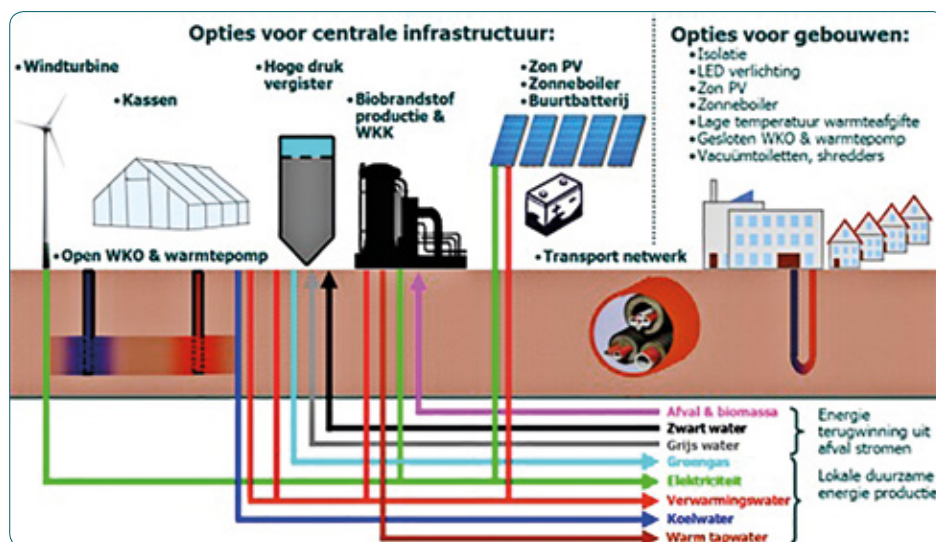 Opties voor centrale infrastructuur:
•Windturbine
•Kassen
•Hoge druk
vergister
•Biobrandstof
productie &
WKK
•Zon PV
•Zonneboiler
•Buurtbatterij
•Open WKO & warmtepomp
•Transport netwerk
Opties voor gebouwen:
•Isolatie
•LED verlichting
•Zon PV
•Zonneboiler
•Lage temperatuur warmteafgifte
•Gesloten WKO & warmtepomp
•Vacuümtoiletten, shredders
Afval & biomassa
Zwart water
Grijs water
Groengas
Elektriciteit
Verwarmingswater
Koelwater
Warm tapwater
Energie
terugwinning uit
afval stromen
Lokale duurzame
energie productie